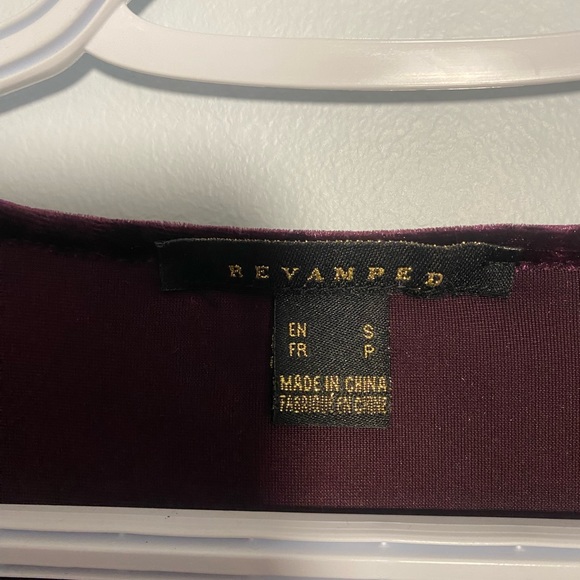 REVAMPED
EN S
FR P
MADE IN CHINA
FABRIQUÉ EN CHINE